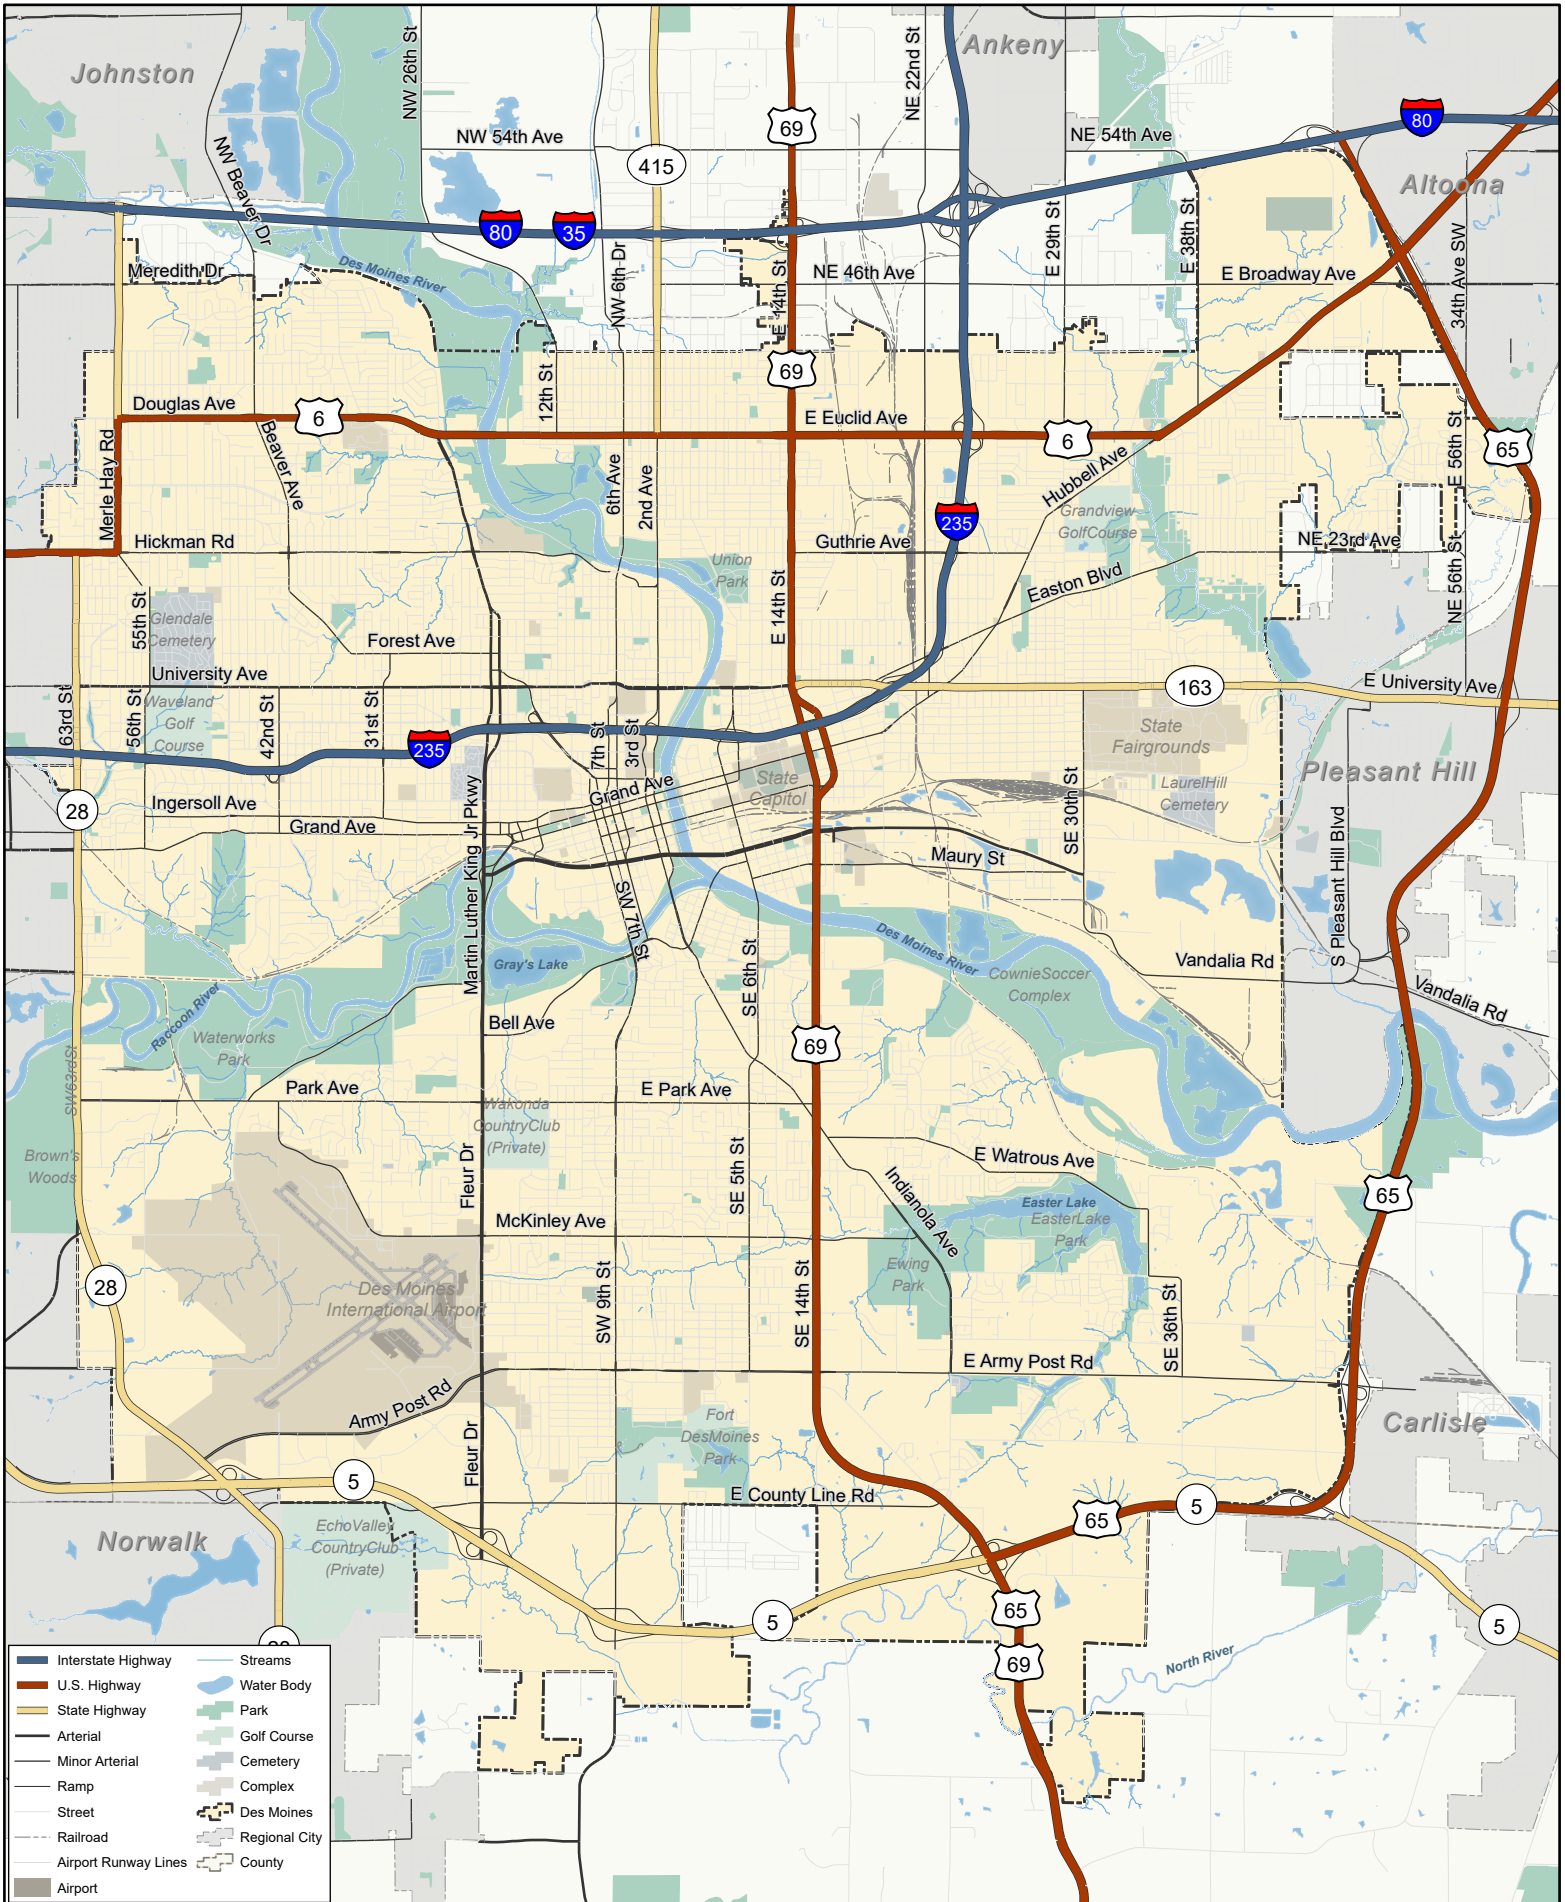 Johnston
Ankeny
Altoona
NW 26th St
NE 22nd St
NW Beaver Dr
NW 54th Ave
NE 54th Ave
69
80
415
80
35
NW 6th Dr
E 14th St
NE 46th Ave
E 29th St
E 38th St
E Broadway Ave
34th Ave SW
Meredith Dr
Des Moines River
69
12th St
Douglas Ave
6
E Euclid Ave
6
65
Merle Hay Rd
Beaver Ave
6th Ave
2nd Ave
Hubbell Ave
E 56th St
235
Grandview
GolfCourse
Hickman Rd
Guthrie Ave
NE 23rd Ave
Union
Park
E 14th St
Easton Blvd
NE 56th St
55th St
Glendale
Cemetery
Forest Ave
University Ave
163
E University Ave
63rd St
56th St
Waveland
Golf
Course
42nd St
31st St
235
7th St
3rd St
State
Fairgrounds
State
Capitol
Grand Ave
Pleasant Hill
LaurelHill
Cemetery
SE 30th St
28
Ingersoll Ave
Grand Ave
Martin Luther King Jr Pkwy
Maury St
S Pleasant Hill Blvd
SW 7th St
Gray's Lake
SE 6th St
Des Moines River
CownieSoccer
Complex
Vandalia Rd
Vandalia Rd
Raccoon River
Waterworks
Park
Bell Ave
69
SW63rdSt
Park Ave
E Park Ave
Wakonda
CountryClub
(Private)
Brown's
Woods
Fleur Dr
SE 5th St
E Watrous Ave
Indianola Ave
65
Easter Lake
EasterLake
Park
McKinley Ave
Ewing
Park
28
Des Moines
International Airport
SW 9th St
SE 14th St
SE 36th St
E Army Post Rd
Army Post Rd
Fort
DesMoines
Park
Carlisle
Fleur Dr
5
E County Line Rd
65
5
Norwalk
EchoValley
CountryClub
(Private)
5
65
5
69
North River
Interstate Highway
U.S. Highway
State Highway
Arterial
Minor Arterial
Ramp
Street
Railroad
Airport Runway Lines
Airport
Streams
Water Body
Park
Golf Course
Cemetery
Complex
Des Moines
Regional City
County